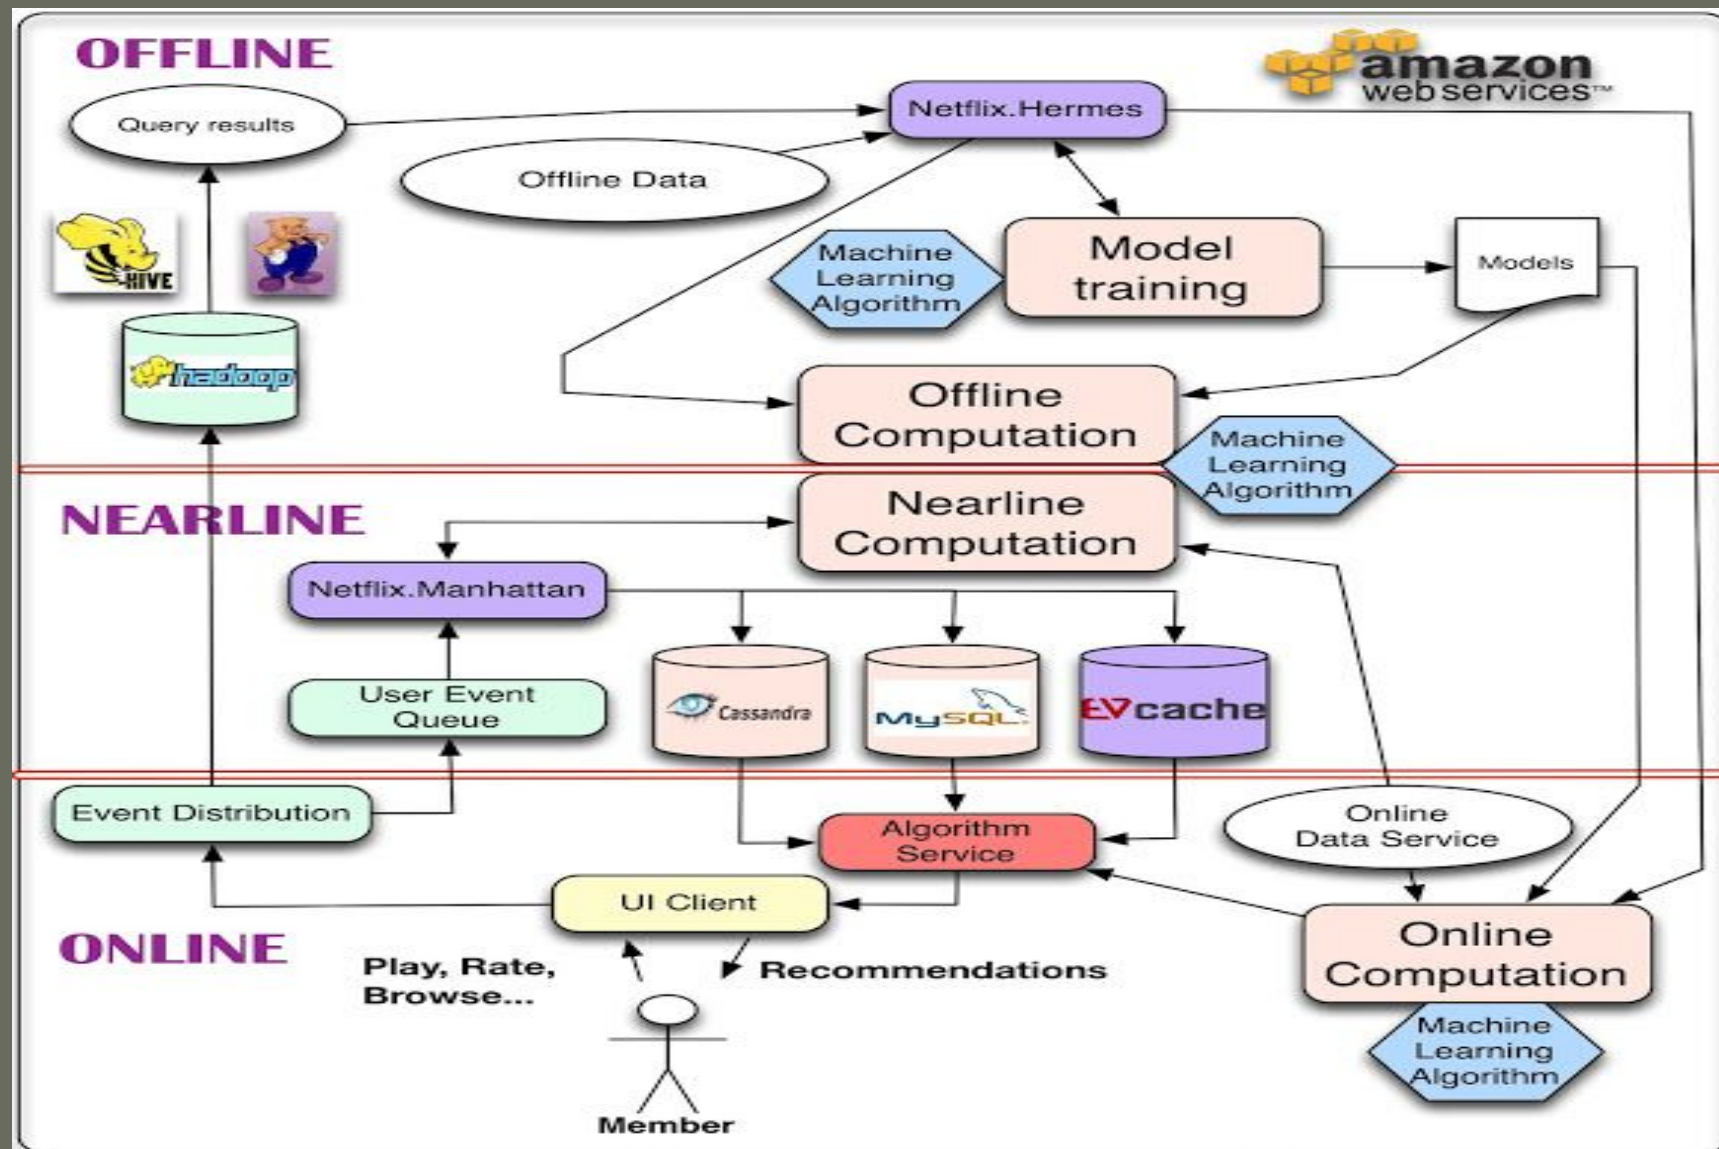 OFFLINE
amazon
webservices™
Query results
Netflix.Hermes
Offline Data
HIVE
Machine
Learning
Algorithm
Model
training
Models
hadoop
Offline
Computation
Machine
Learning
Algorithm
NEARLINE
Nearline
Computation
Netflix.Manhattan
User Event
Queue
Cassandra
MySQL
EVcache
Event Distribution
Algorithm
Service
Online
Data Service
UI Client
ONLINE
Play, Rate,
Browse...
Recommendations
Online
Computation
Machine
Learning
Algorithm
Member